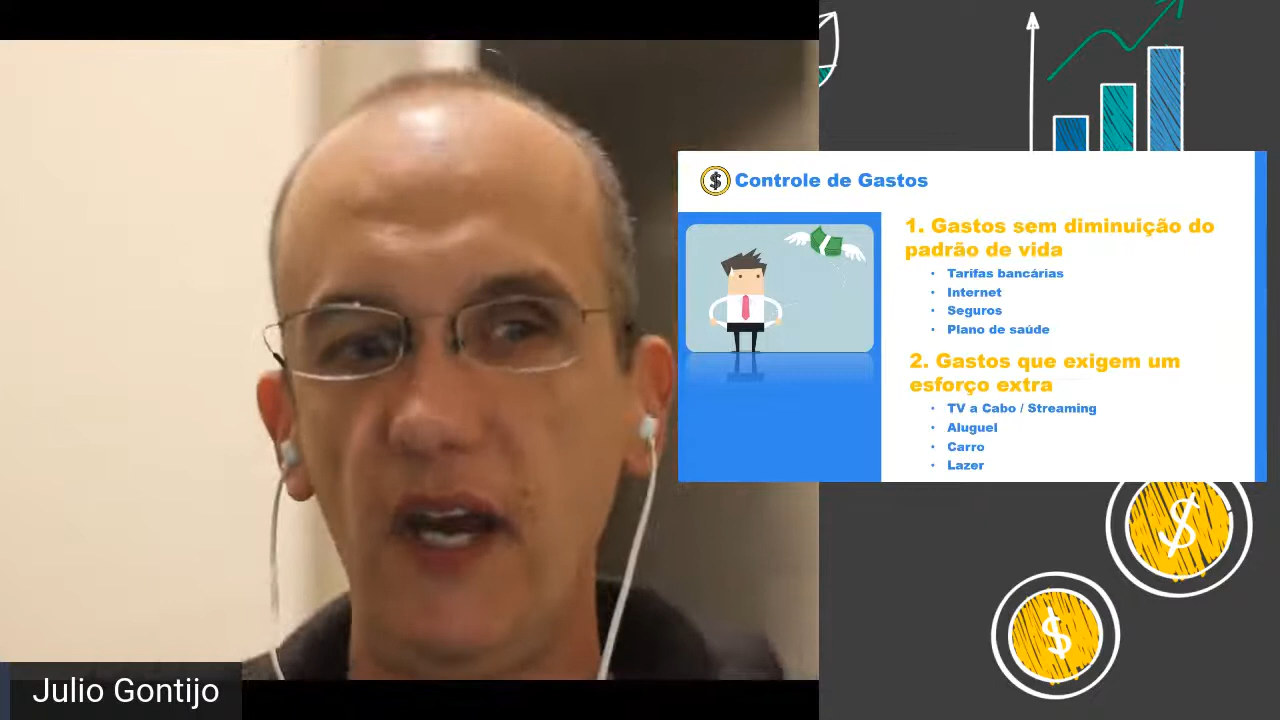 Controle de Gastos
1. Gastos sem diminuição do
padrão de vida
• Tarifas bancárias
• Internet
• Seguros
• Plano de saúde
2. Gastos que exigem um
esforço extra
• TV a Cabo / Streaming
• Aluguel
• Carro
• Lazer
Julio Gontijo